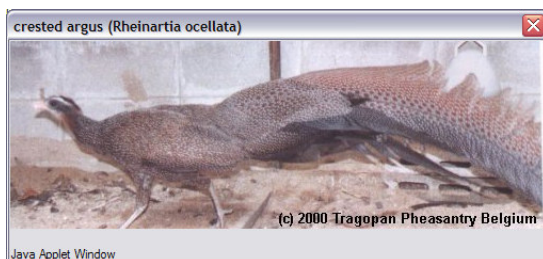 crested argus (Rheinartia ocellata)
(c) 2000 Tragopan Pheasantry Belgium
Java Applet Window